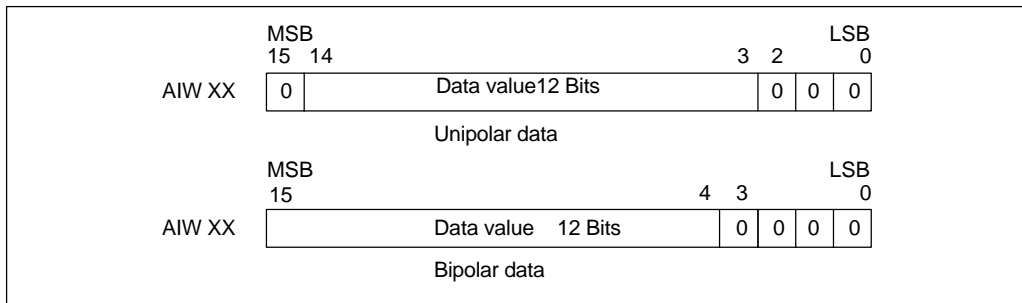 MSB LSB
15 14 3 2 0
AIW XX 0 Data value12 Bits 0 0 0
Unipolar data
MSB LSB
15 4 3 0
AIW XX Data value 12 Bits 0 0 0 0
Bipolar data